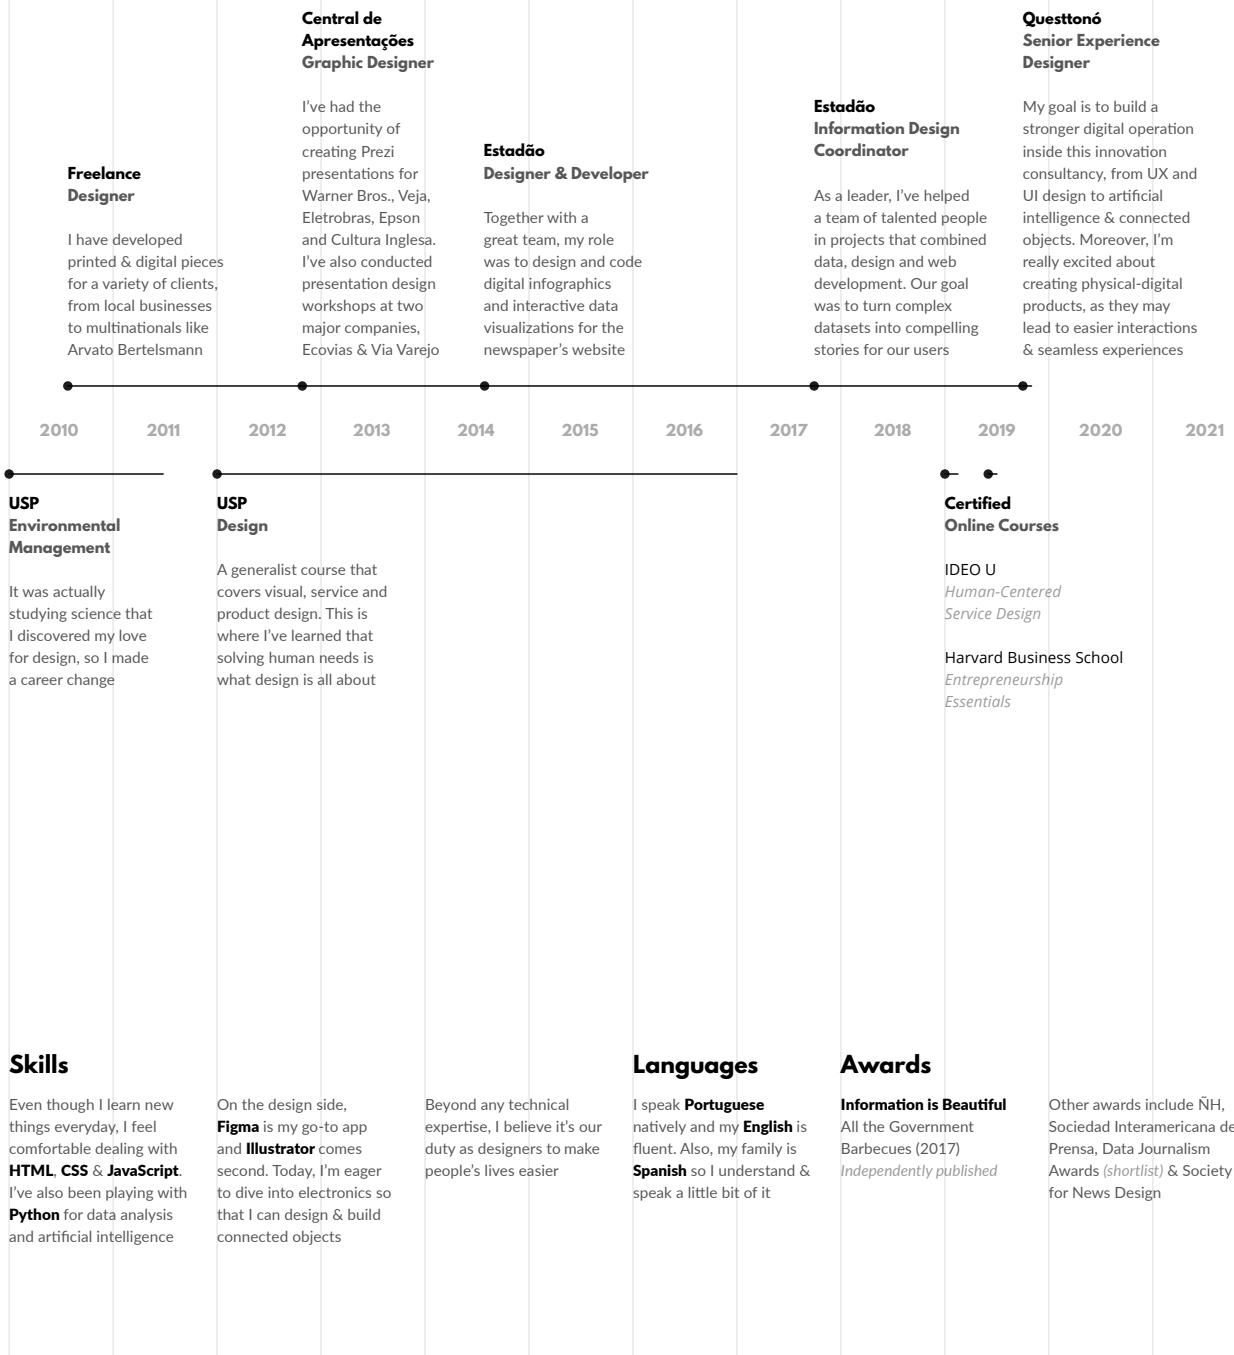 Freelance
Designer
I have developed
printed & digital pieces
for a variety of clients,
from local businesses
to multinationals like
Arvato Bertelsmann
Central de
Apresentações
Graphic Designer
I've had the
opportunity of
creating Prezi
presentations for
Warner Bros., Veja,
Eletrobras, Epson
and Cultura Inglesa.
I've also conducted
presentation design
workshops at two
major companies,
Ecovias & Via Varejo
Estadão
Designer & Developer
Together with a
great team, my role
was to design and code
digital infographics
and interactive data
visualizations for the
newspaper's website
Estadão
Information Design
Coordinator
As a leader, I've helped
a team of talented people
in projects that combined
data, design and web
development. Our goal
was to turn complex
datasets into compelling
stories for our users
Questtonó
Senior Experience
Designer
My goal is to build a
stronger digital operation
inside this innovation
consultancy, from UX and
UI design to artificial
intelligence & connected
objects. Moreover, I'm
really excited about
creating physical-digital
products, as they may
lead to easier interactions
& seamless experiences
2010 2011 2012 2013 2014 2015 2016 2017 2018 2019 2020 2021
USP
Environmental
Management
It was actually
studying science that
I discovered my love
for design, so I made
a career change
USP
Design
A generalist course that
covers visual, service and
product design. This is
where I've learned that
solving human needs is
what design is all about
Certified
Online Courses
IDEO U
Human-Centered
Service Design
Harvard Business School
Entrepreneurship
Essentials
Skills
Even though I learn new
things everyday, I feel
comfortable dealing with
HTML, CSS & JavaScript.
I've also been playing with
Python for data analysis
and artificial intelligence
On the design side,
Figma is my go-to app
and Illustrator comes
second. Today, I'm eager
to dive into electronics so
that I can design & build
connected objects
Beyond any technical
expertise, I believe it's our
duty as designers to make
people's lives easier
Languages
I speak Portuguese
natively and my English is
fluent. Also, my family is
Spanish so I understand &
speak a little bit of it
Awards
Information is Beautiful
All the Government
Barbecues (2017)
Independently published
Other awards include ÑH,
Sociedad Interamericana de
Prensa, Data Journalism
Awards (shortlist) & Society
for News Design